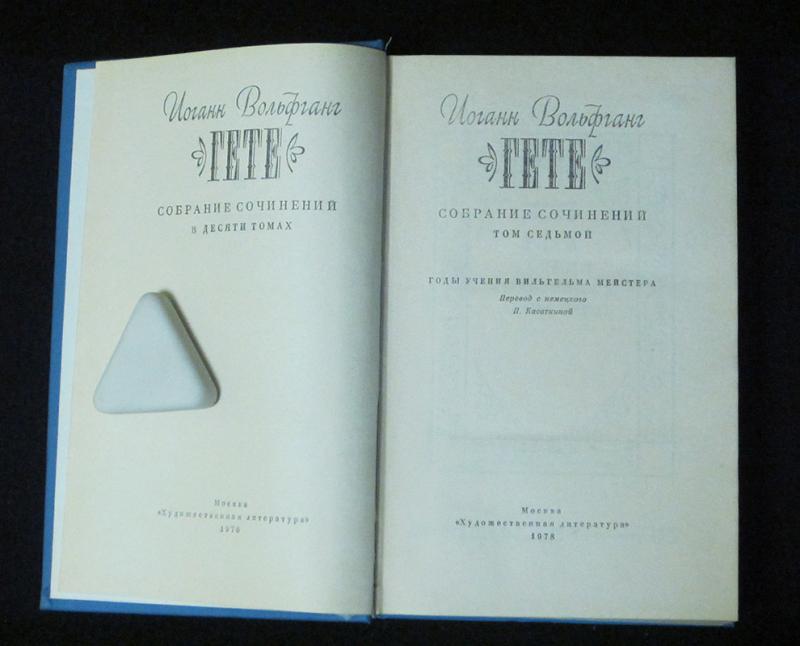 Иоганн Вольфганг
ГЕТЕ
СОБРАНИЕ СОЧИНЕНИЙ
В ДЕСЯТИ ТОМАХ
Москва
«Художественная литература»
Иоганн Вольфганг
ГЕТЕ
СОБРАНИЕ СОЧИНЕНИЙ
ТОМ СЕДЬМОЙ
ГОДЫ УЧЕНИЯ ВИЛЬГЕЛЬМА МЕЙСТЕРА
Перевод с немецкого
Н. Касаткиной
Москва
«Художественная литература»
1978